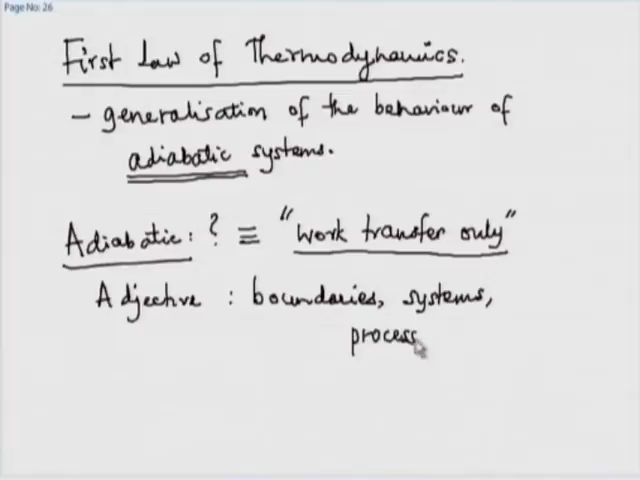 Page No: 26
First Law of Thermodynamics.
- generalisation of the behaviour of
adiabatic systems.
Adiabatic: ? ≡ "work transfer only"
Adjective : boundaries, systems,
process